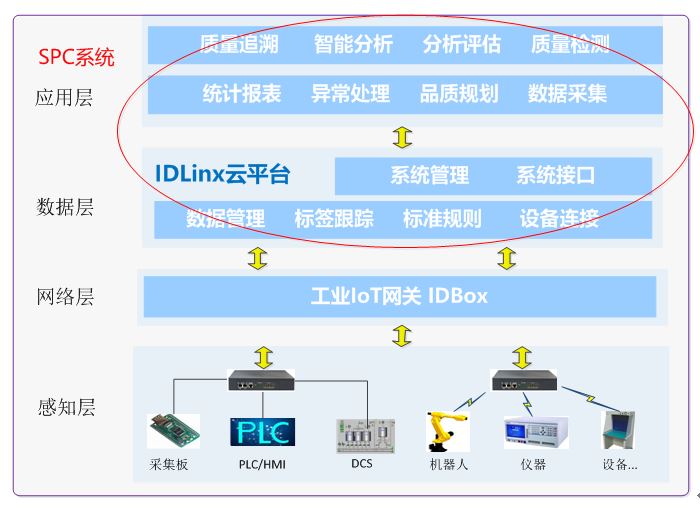 质量追溯 智能分析 分析评估 质量检测
SPC系统
应用层
统计报表 异常处理 品质规划 数据采集
IDLinx云平台
系统管理 系统接口
数据层
数据管理 标签跟踪 标准规则 设备连接
网络层
工业IoT网关 IDBox
感知层
PLC
采集板 PLC/HMI DCS 机器人 仪器 设备...